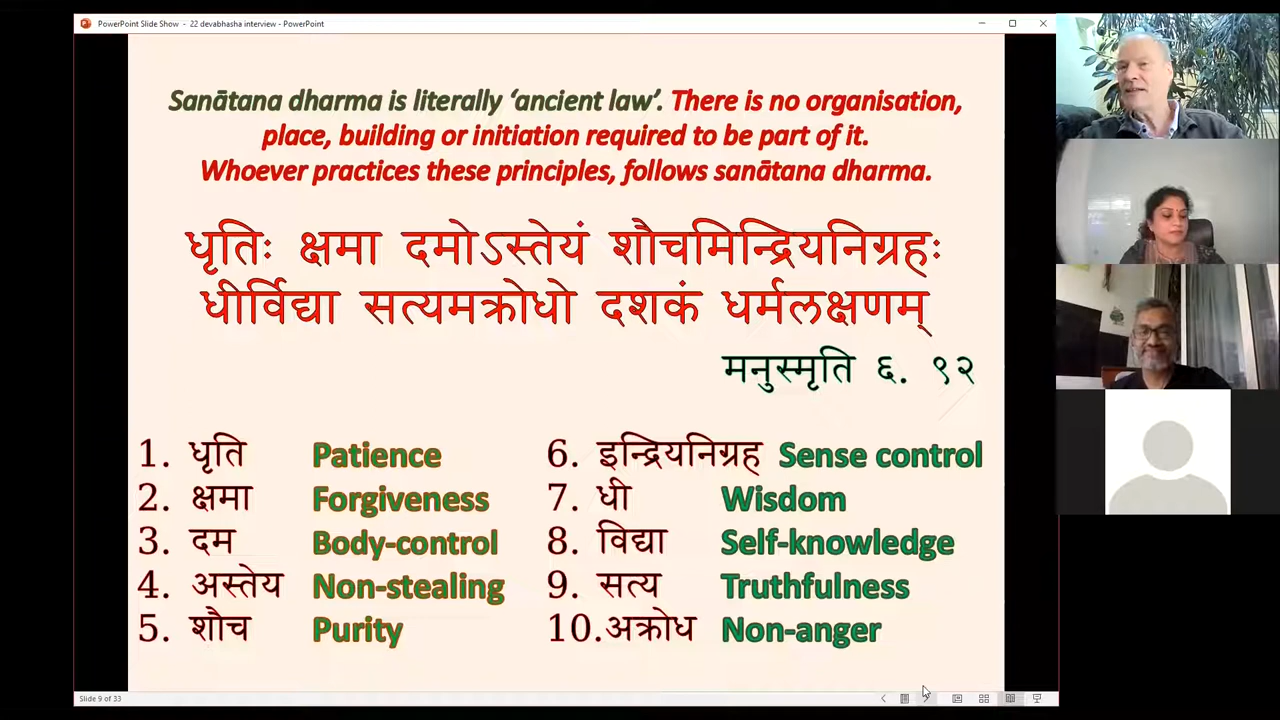 PowerPoint Slide Show - 22 devabhasha interview - PowerPoint
Sanātana dharma is literally ‘ancient law’. There is no organisation,
place, building or initiation required to be part of it.
Whoever practices these principles, follows sanātana dharma.
धृतिः क्षमा दमोऽस्तेयं शौचमिन्द्रियनिग्रहः
धीर्विद्या सत्यमक्रोधो दशकं धर्मलक्षणम्
मनुस्मृति ६. ९२
1. धृति Patience
2. क्षमा Forgiveness
3. दम Body-control
4. अस्तेय Non-stealing
5. शौच Purity
6. इन्द्रियनिग्रह Sense control
7. धी Wisdom
8. विद्या Self-knowledge
9. सत्य Truthfulness
10.अक्रोध Non-anger
Slide 9 of 33